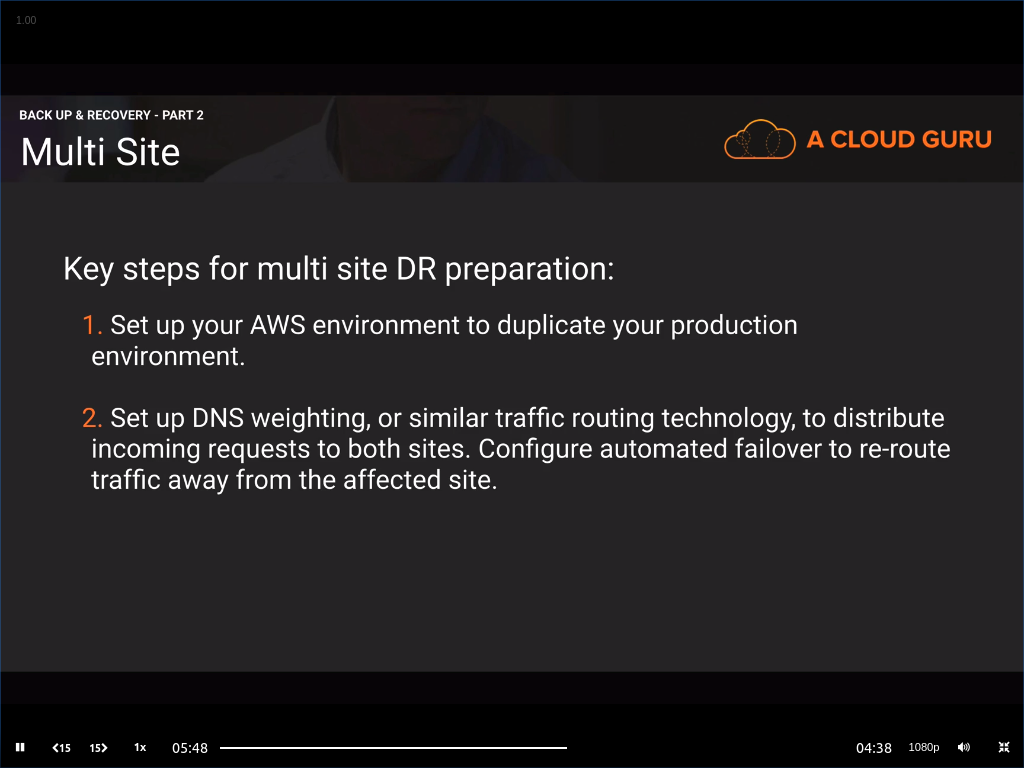 1.00
BACK UP & RECOVERY - PART 2
Multi Site
A CLOUD GURU
Key steps for multi site DR preparation:
1. Set up your AWS environment to duplicate your production
environment.
2. Set up DNS weighting, or similar traffic routing technology, to distribute
incoming requests to both sites. Configure automated failover to re-route
traffic away from the affected site.
15 15 1x 05:48 04:38 1080p